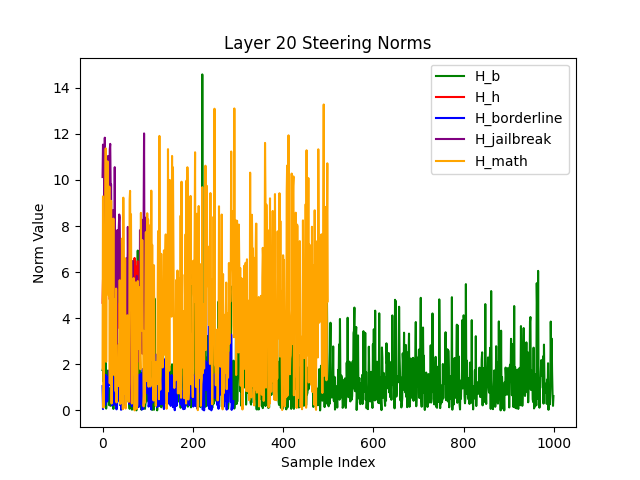 Layer 20 Steering Norms
Norm Value
14
12
10
8
6
4
2
0
H_b
H_h
H_borderline
H_jailbreak
H_math
0
200
400
600
800
1000
Sample Index